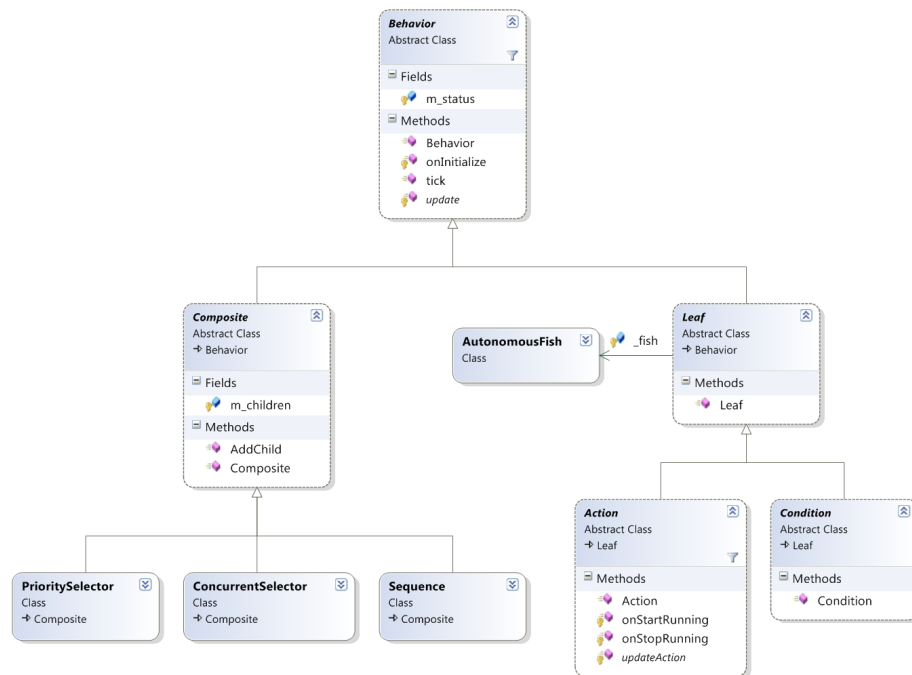 Behavior
Abstract Class
Fields
m_status
Methods
Behavior
onInitialize
tick
update
Composite
Abstract Class
Behavior
Fields
m_children
Methods
AddChild
Composite
AutonomousFish
Class
_fish
Leaf
Abstract Class
Behavior
Methods
Leaf
PrioritySelector
Class
Composite
ConcurrentSelector
Class
Composite
Sequence
Class
Composite
Action
Abstract Class
Leaf
Methods
Action
onStartRunning
onStopRunning
updateAction
Condition
Abstract Class
Leaf
Methods
Condition